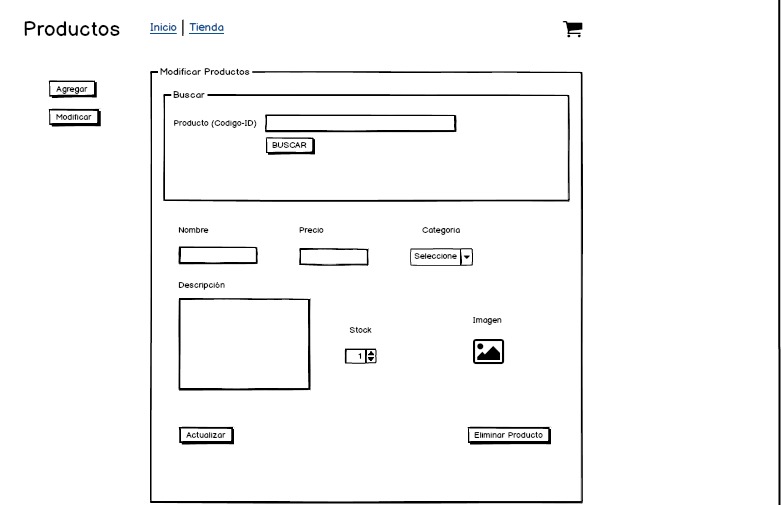 Productos
Inicio | Tienda
Agregar
Modificar
Modificar Productos
Buscar
Producto (Codigo-ID)
BUSCAR
Nombre
Precio
Categoria
Seleccione
Descripción
Stock
1
Imagen
Actualizar
Eliminar Producto